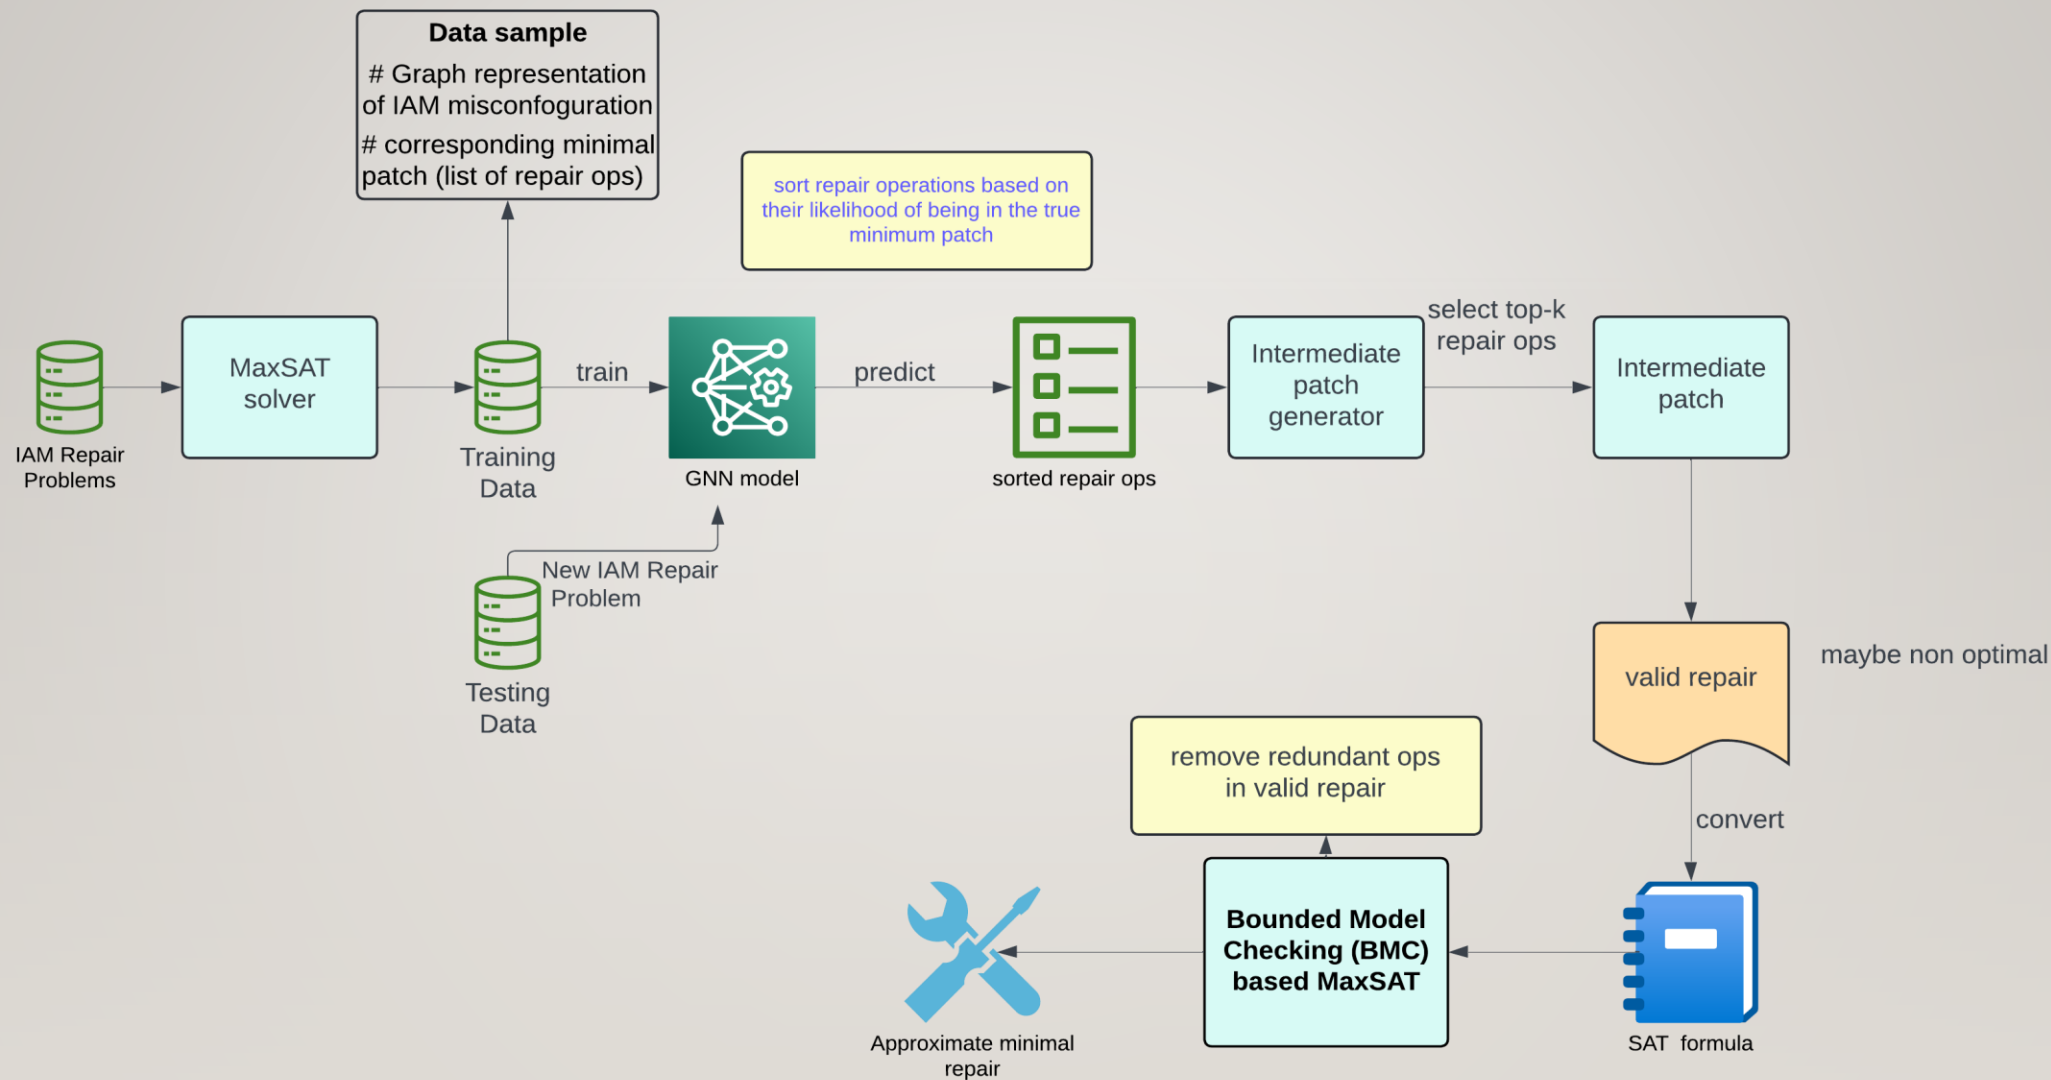 Data sample
# Graph representation
of IAM misconfoguration
# corresponding minimal
patch (list of repair ops)
sort repair operations based on
their likelihood of being in the true
minimum patch
IAM Repair
Problems
MaxSAT
solver
Training
Data
train
GNN model
predict
sorted repair ops
Intermediate
patch
generator
select top-k
repair ops
Intermediate
patch
New IAM Repair
Problem
Testing
Data
valid repair
maybe non optimal
convert
SAT formula
remove redundant ops
in valid repair
Bounded Model
Checking (BMC)
based MaxSAT
Approximate minimal
repair